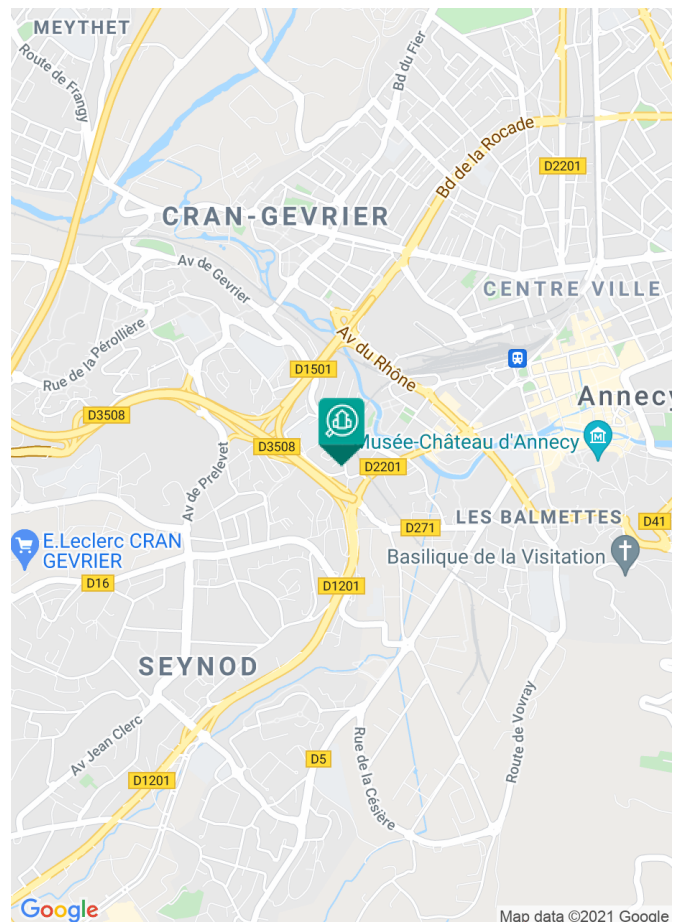 MEYTHET
Route de Frangy
Bd du Fier
Bd de la Rocade
D2201
CRAN-GEVRIER
Av de Gevrier
CENTRE VILLE
Av du Rhône
Rue de la Pérollière
D1501
Annecy
D3508
D3508
Musée-Château d'Annecy
D2201
Av de Prelevet
LES BALMETTES
D271
D41
E.Leclerc CRAN
GEVRIER
Basilique de la Visitation
D16
D1201
SEYNOD
Route de Vovray
Av Jean Clerc
Rue de la Césière
D5
D1201
Google
Map data ©2021 Google